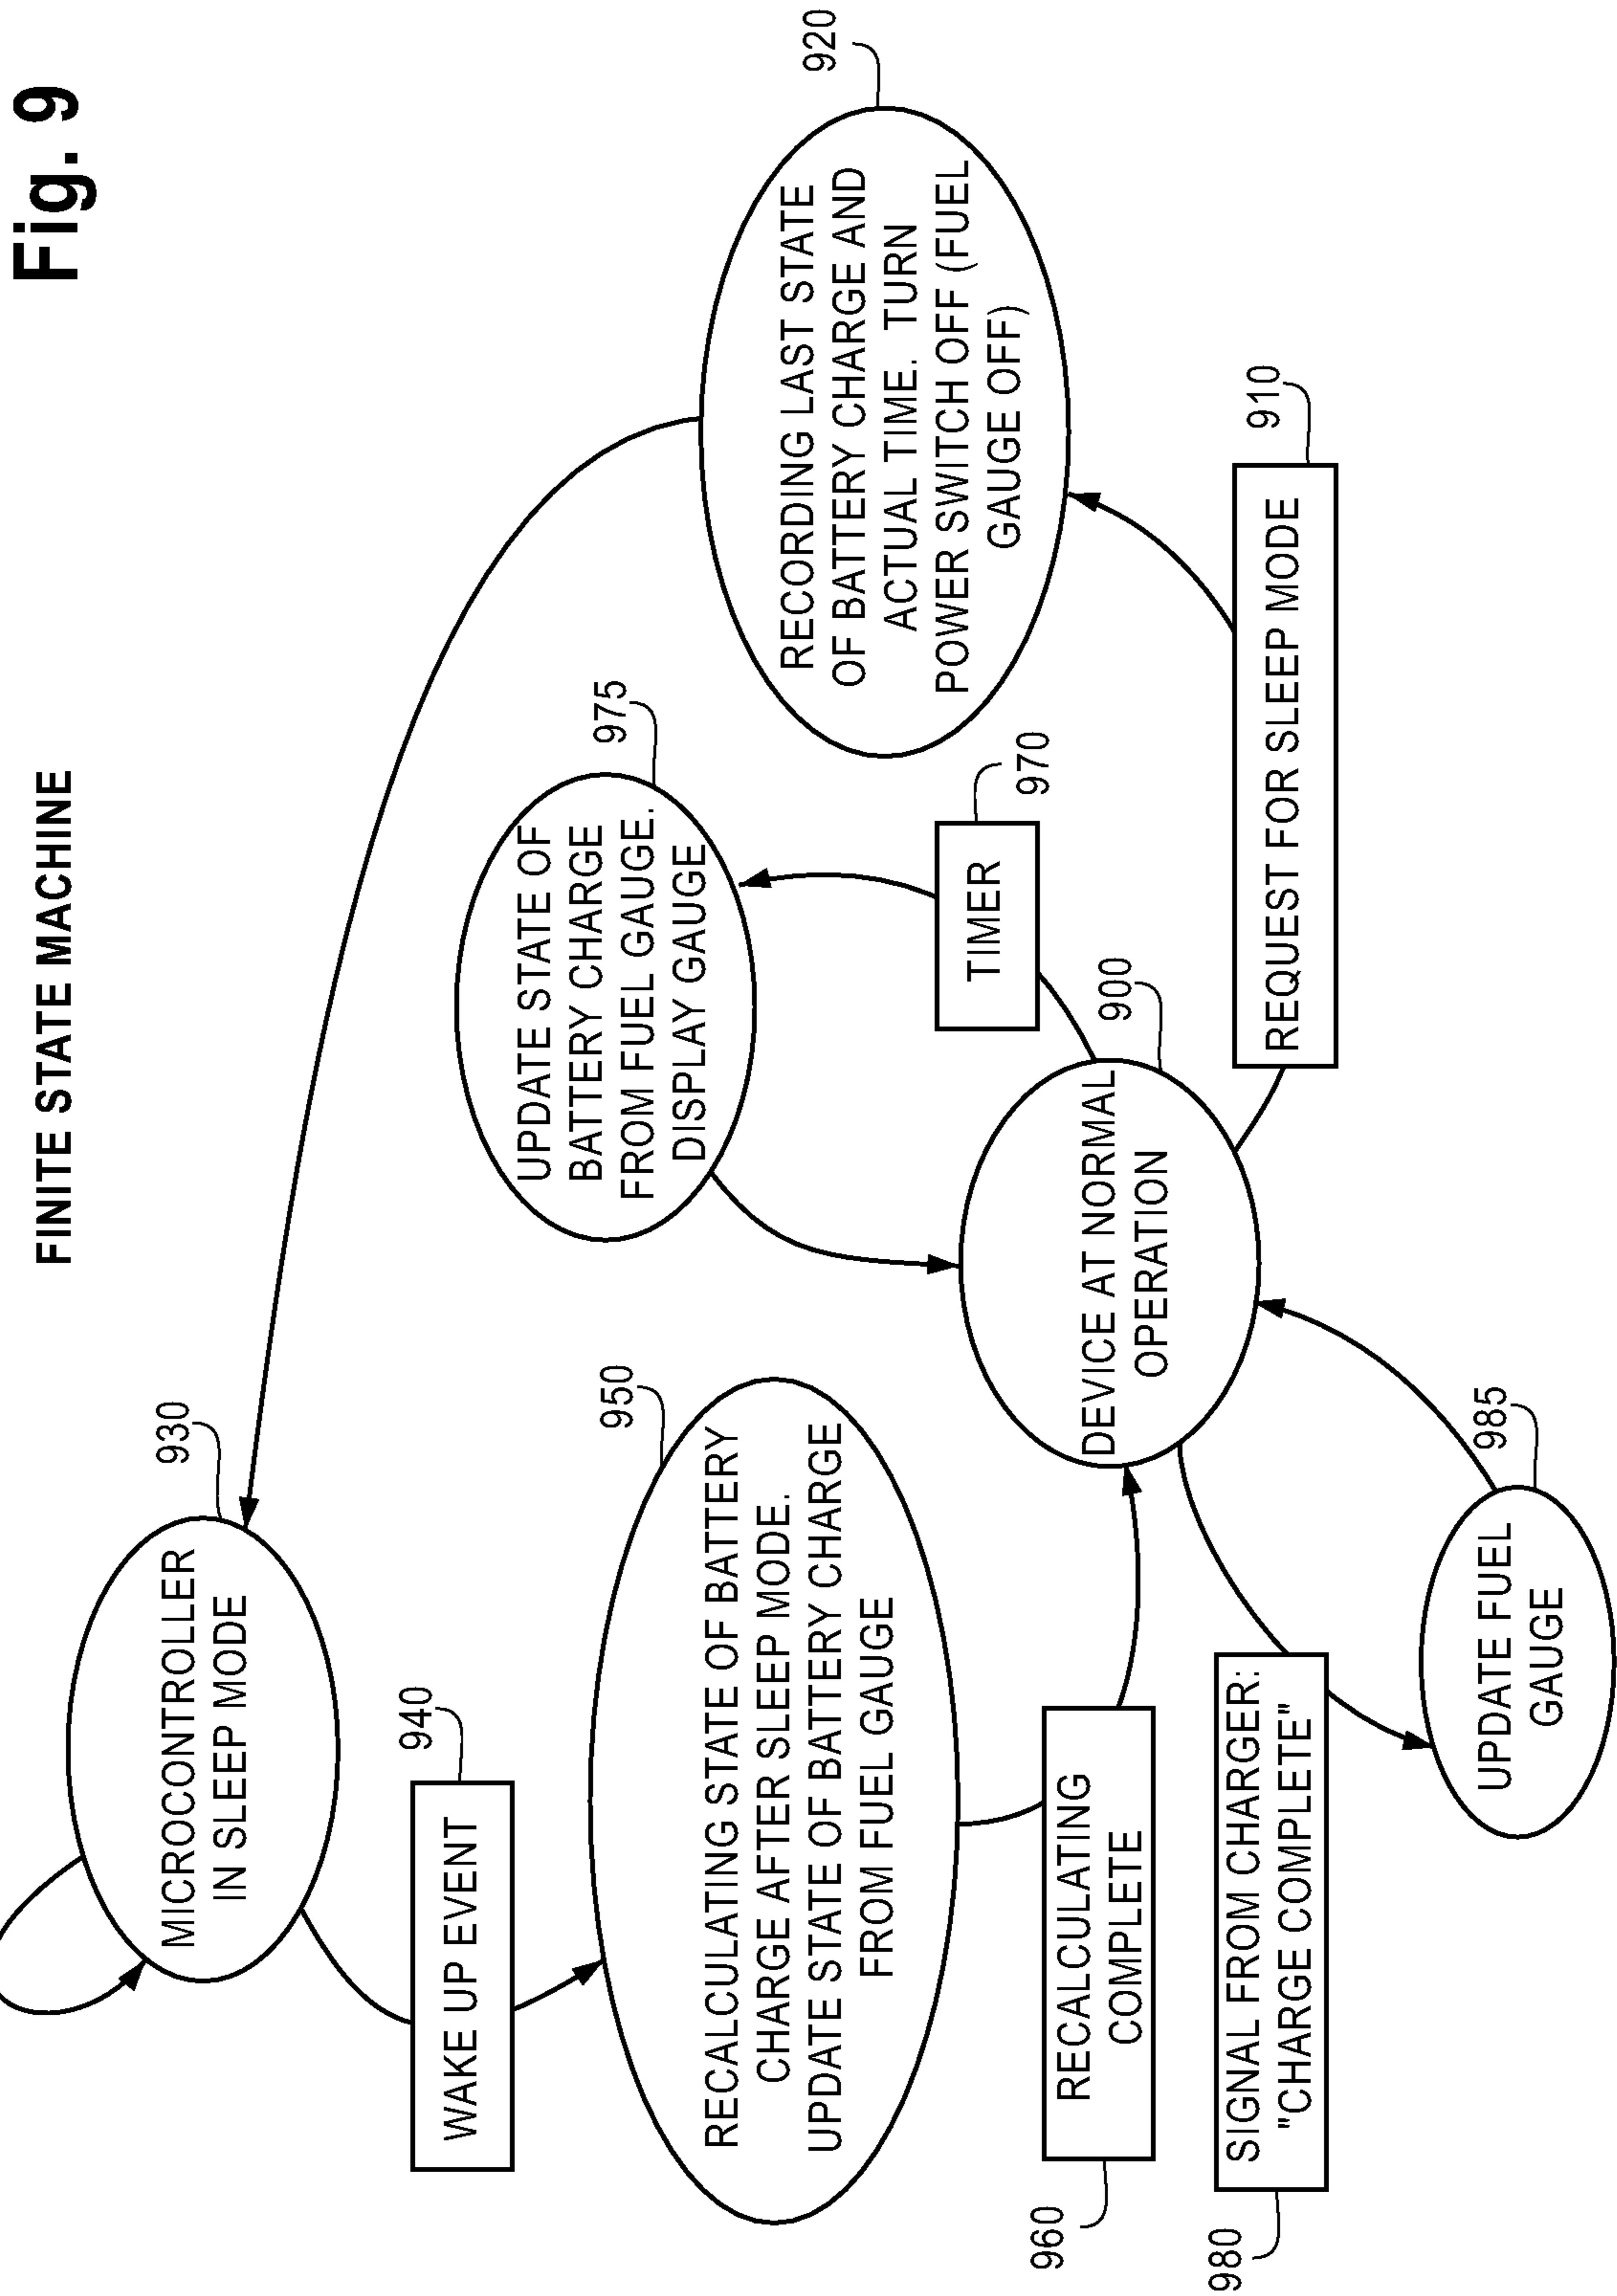 Fig. 9
FINITE STATE MACHINE
930
MICROCONTROLLER
IN SLEEP MODE
940
WAKE UP EVENT
950
RECALCULATING STATE OF BATTERY
CHARGE AFTER SLEEP MODE.
UPDATE STATE OF BATTERY CHARGE
FROM FUEL GAUGE
975
UPDATE STATE OF
BATTERY CHARGE
FROM FUEL GAUGE.
DISPLAY GAUGE
920
RECORDING LAST STATE
OF BATTERY CHARGE AND
ACTUAL TIME. TURN
POWER SWITCH OFF (FUEL
GAUGE OFF)
970
TIMER
900
DEVICE AT NORMAL
OPERATION
960
RECALCULATING
COMPLETE
910
REQUEST FOR SLEEP MODE
980
SIGNAL FROM CHARGER:
"CHARGE COMPLETE"
985
UPDATE FUEL
GAUGE